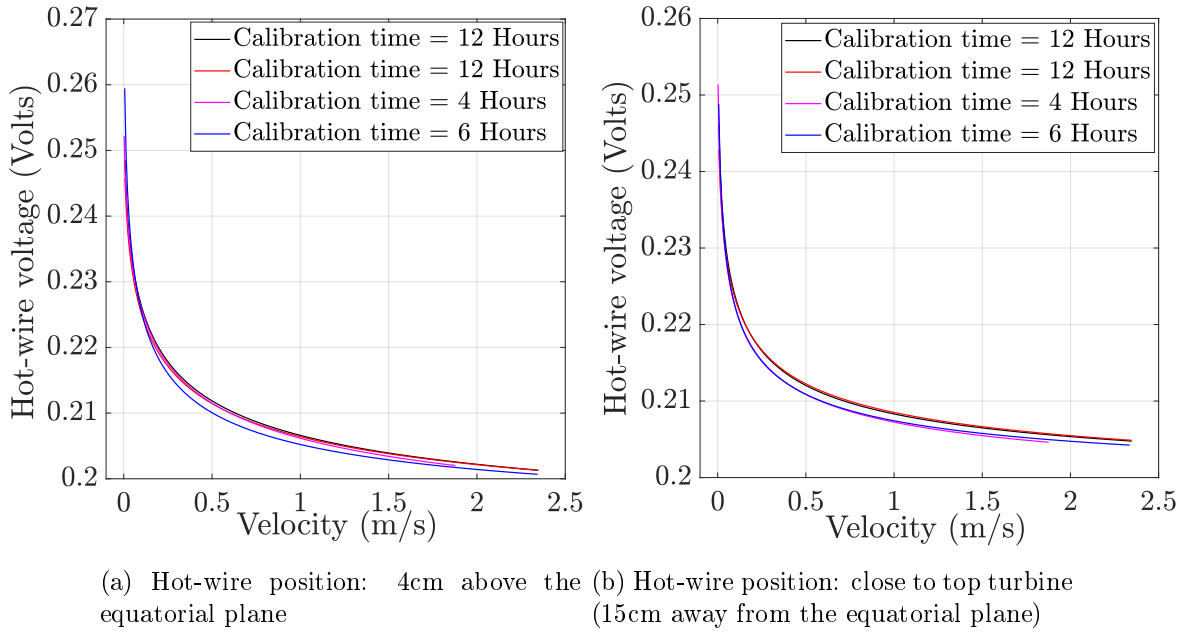 0.27
0.26
0.25
0.24
0.23
0.22
0.21
0.2
Hot-wire voltage (Volts)
Calibration time = 12 Hours
Calibration time = 12 Hours
Calibration time = 4 Hours
Calibration time = 6 Hours
0 0.5 1 1.5 2 2.5
Velocity (m/s)
(a) Hot-wire position: 4cm above the
equatorial plane
0.26
0.25
0.24
0.23
0.22
0.21
0.2
Hot-wire voltage (Volts)
Calibration time = 12 Hours
Calibration time = 12 Hours
Calibration time = 4 Hours
Calibration time = 6 Hours
0 0.5 1 1.5 2 2.5
Velocity (m/s)
(b) Hot-wire position: close to top turbine
(15cm away from the equatorial plane)